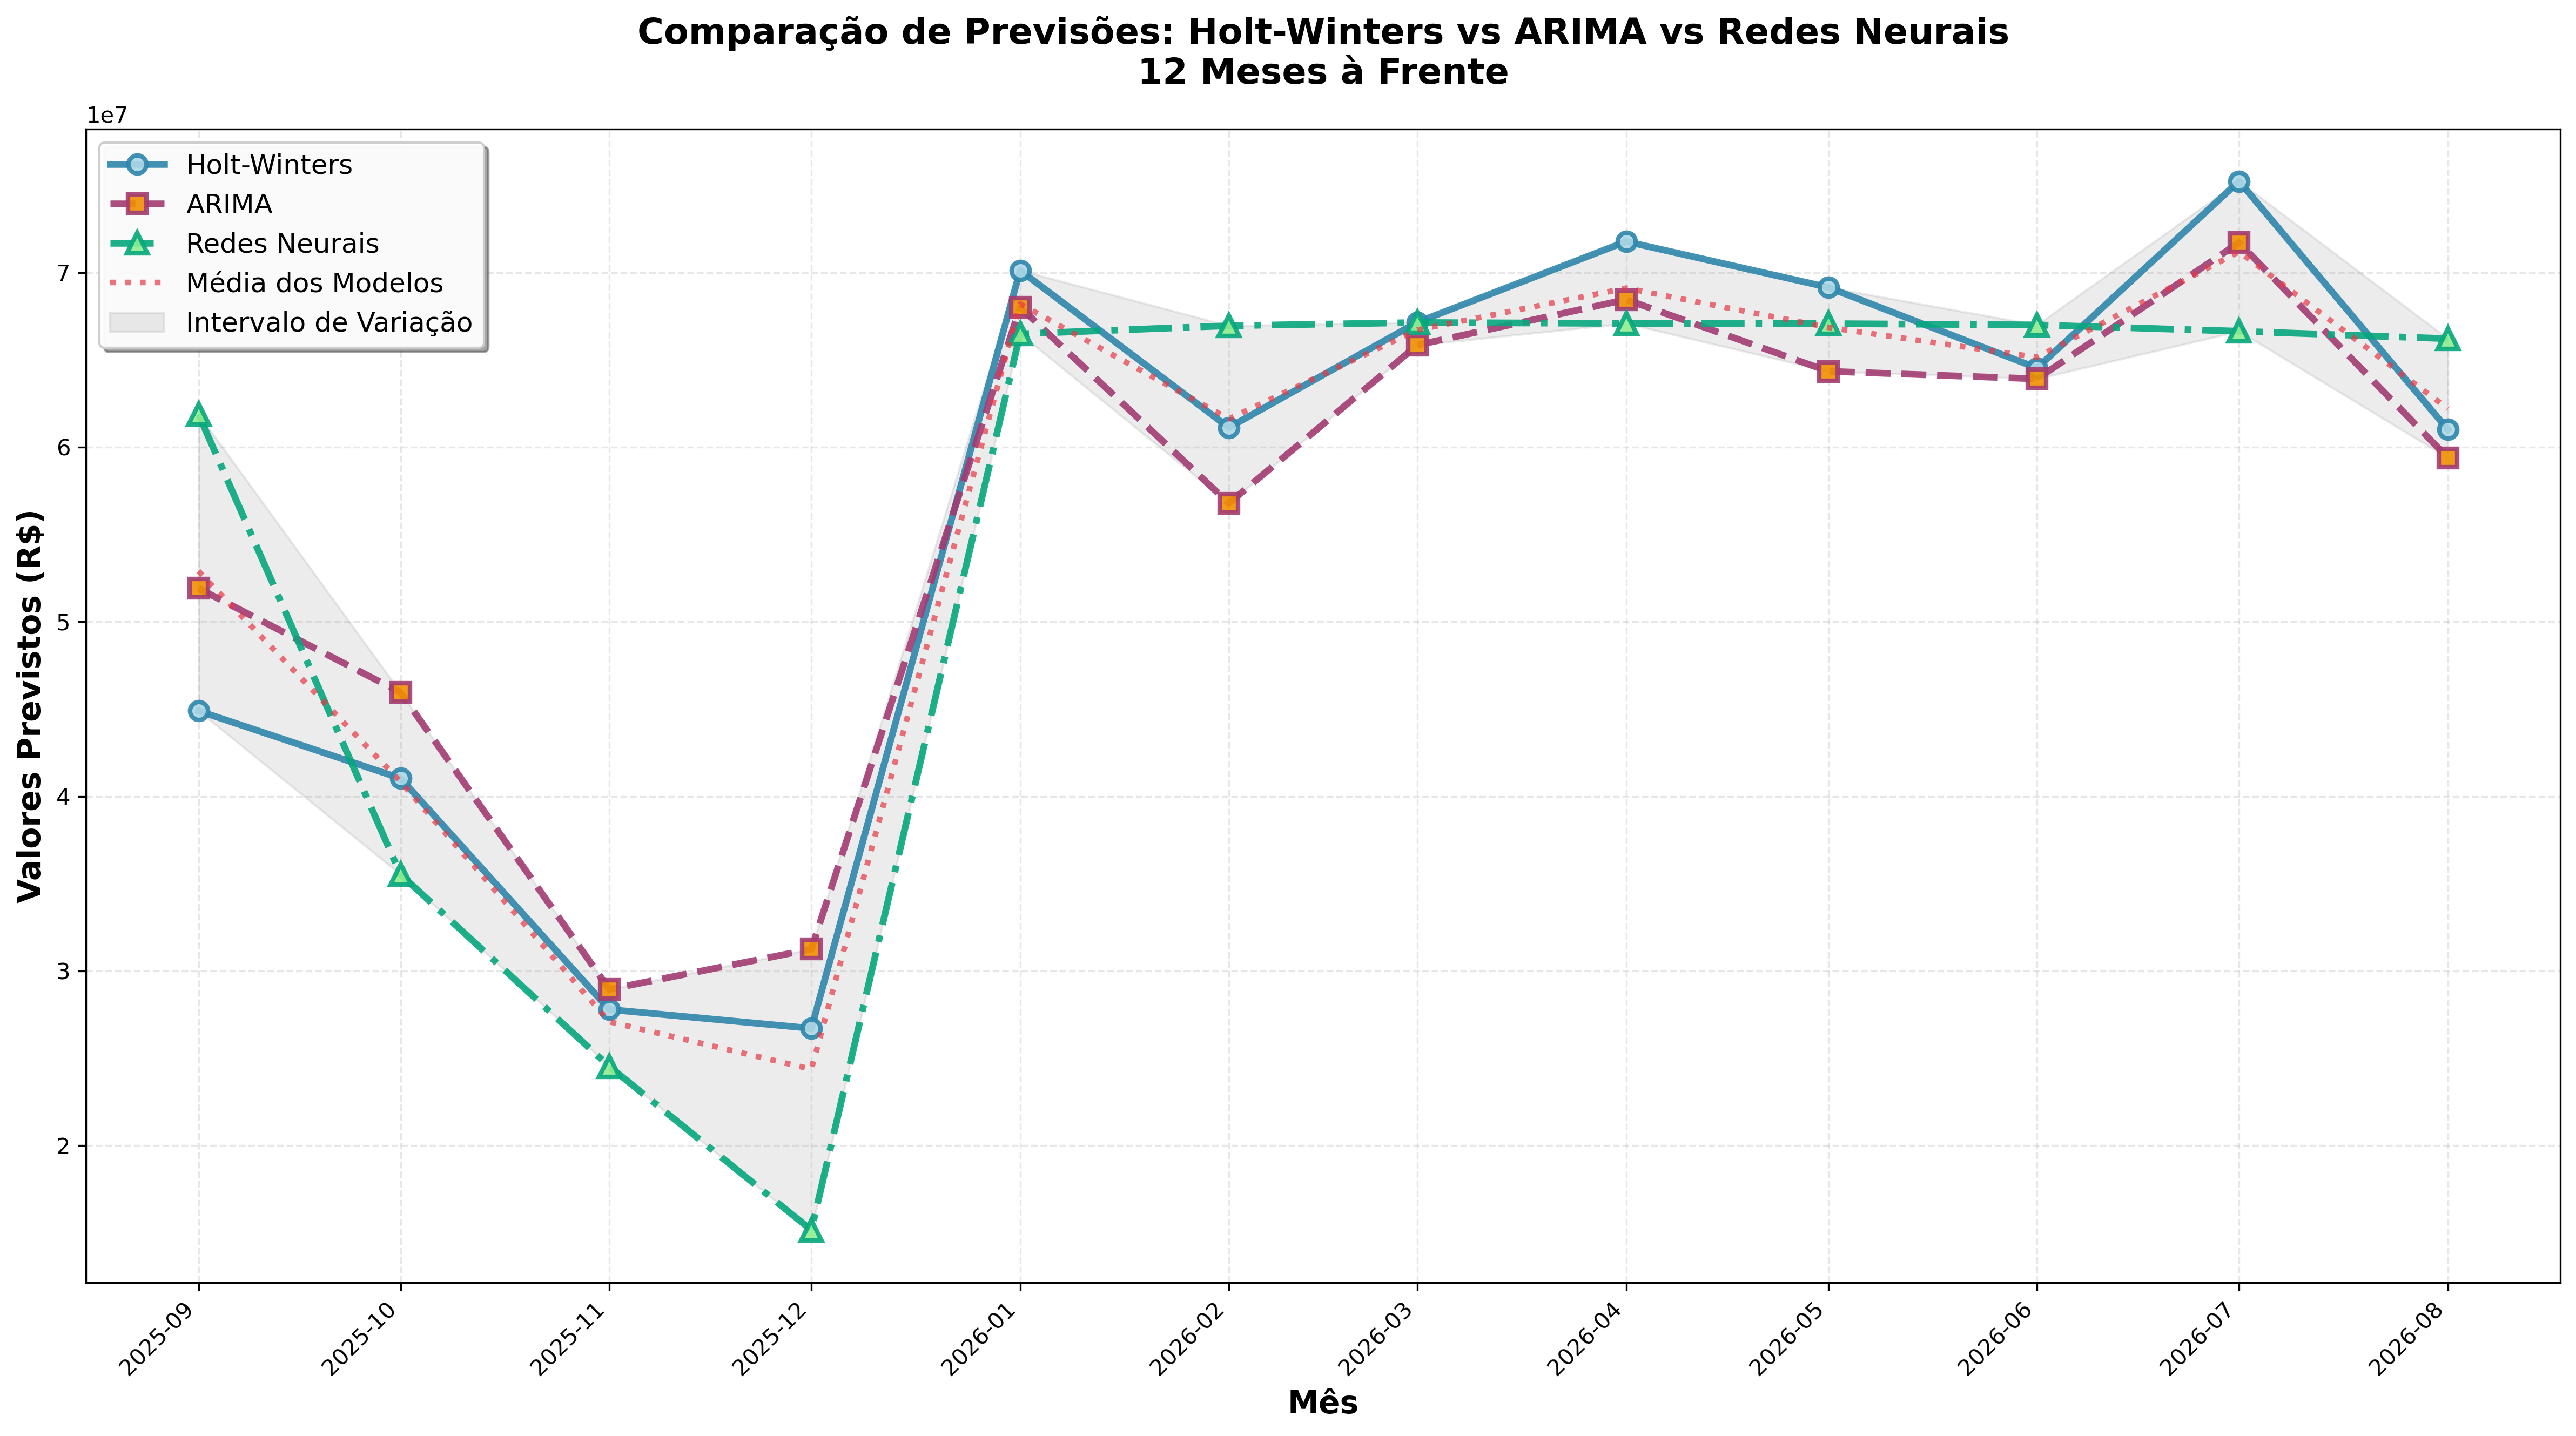 Comparação de Previsões: Holt-Winters vs ARIMA vs Redes Neurais
12 Meses à Frente
1e7
Holt-Winters
ARIMA
Redes Neurais
Média dos Modelos
Intervalo de Variação
Valores Previstos (R$)
7
6
5
4
3
2
2025-09
2025-10
2025-11
2025-12
2026-01
2026-02
2026-03
2026-04
2026-05
2026-06
2026-07
2026-08
Mês